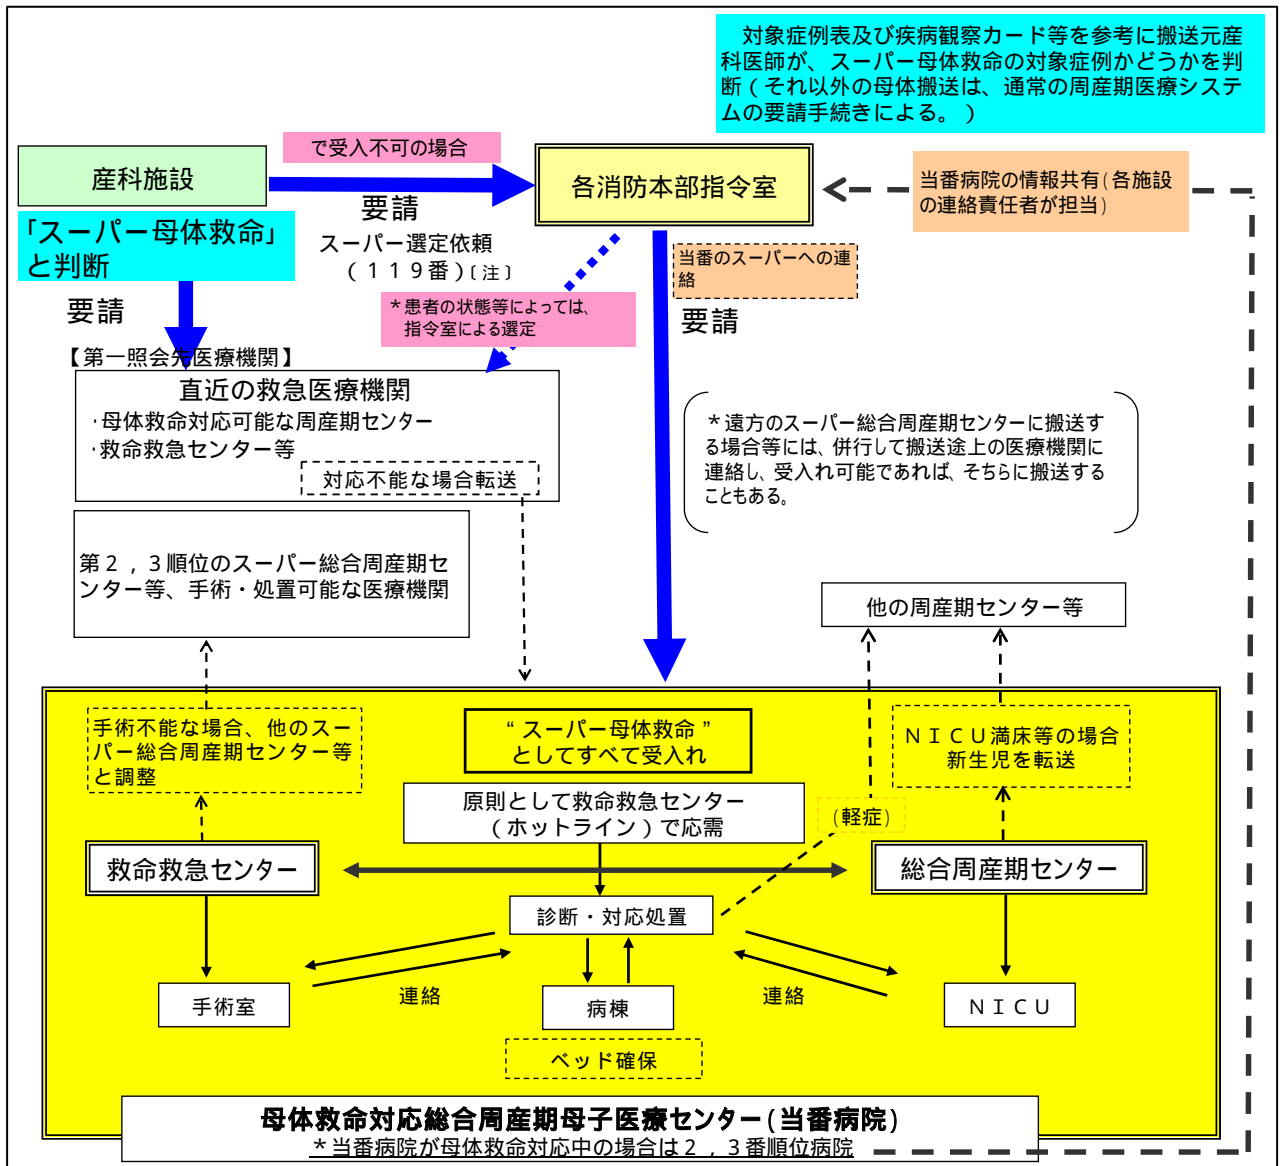 対象症例表及び疾病観察カード等を参考に搬送元産
科医師が、スーパー母体救命の対象症例かどうかを判
断（それ以外の母体搬送は、通常の周産期医療システ
ムの要請手続きによる。）
で受入不可の場合
産科施設
各消防本部指令室
当番病院の情報共有(各施設
の連絡責任者が担当)
要請
「スーパー母体救命」
と判断
スーパー選定依頼
（１１９番）〔注〕
当番のスーパーへの連
絡
要請
＊患者の状態等によっては、
指令室による選定
要請
【第一照会先医療機関】
直近の救急医療機関
・母体救命対応可能な周産期センター
・救命救急センター等
対応不能な場合転送
＊遠方のスーパー総合周産期センターに搬送す
る場合等には、併行して搬送途上の医療機関に
連絡し、受入れ可能であれば、そちらに搬送する
こともある。
第２，３順位のスーパー総合周産期セ
ンター等、手術・処置可能な医療機関
他の周産期センター等
手術不能な場合、他のスー
パー総合周産期センター等
と調整
“スーパー母体救命”
としてすべて受入れ
ＮＩＣＵ満床等の場合
新生児を転送
原則として救命救急センター
（ホットライン）で応需
(軽症)
救命救急センター
総合周産期センター
診断・対応処置
連絡
連絡
手術室
病棟
ＮＩＣＵ
ベッド確保
母体救命対応総合周産期母子医療センター(当番病院)
＊当番病院が母体救命対応中の場合は２，３番順位病院